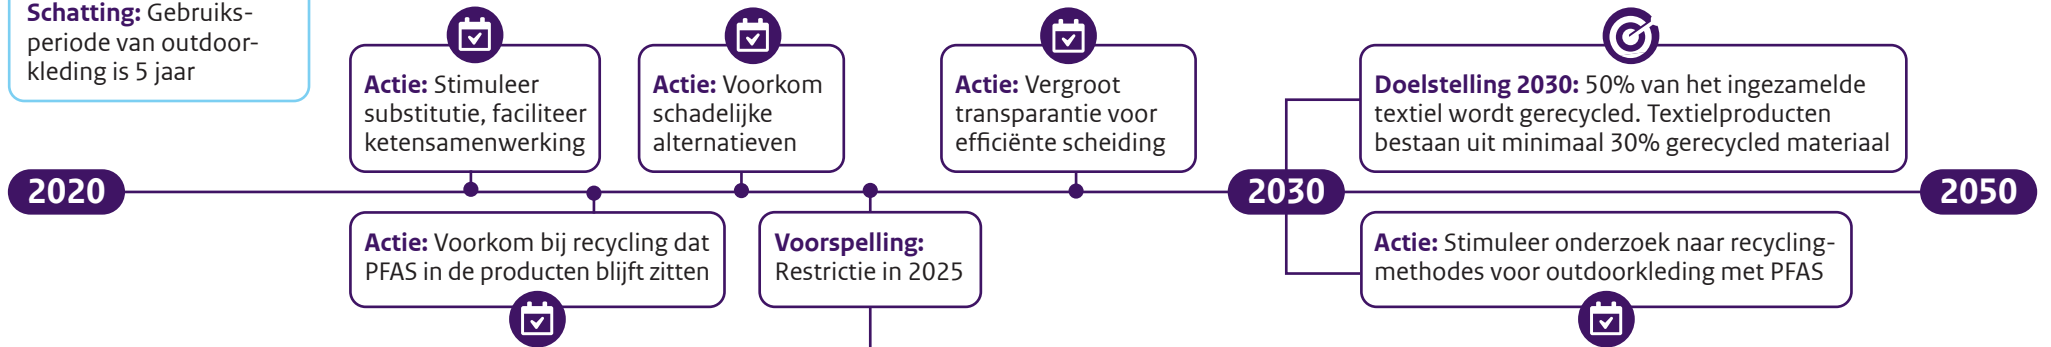 Schatting: Gebruiks-
periode van outdoor-
kleding is 5 jaar
Actie: Stimuleer
substitutie, faciliteer
ketensamenwerking
Actie: Voorkom
schadelijke
alternatieven
Actie: Vergroot
transparantie voor
efficiënte scheiding
Doelstelling 2030: 50% van het ingezamelde
textiel wordt gerecycled. Textielproducten
bestaan uit minimaal 30% gerecycled materiaal
2020
2030
2050
Actie: Voorkom bij recycling dat
PFAS in de producten blijft zitten
Voorspelling:
Restrictie in 2025
Actie: Stimuleer onderzoek naar recycling-
methodes voor outdoorkleding met PFAS